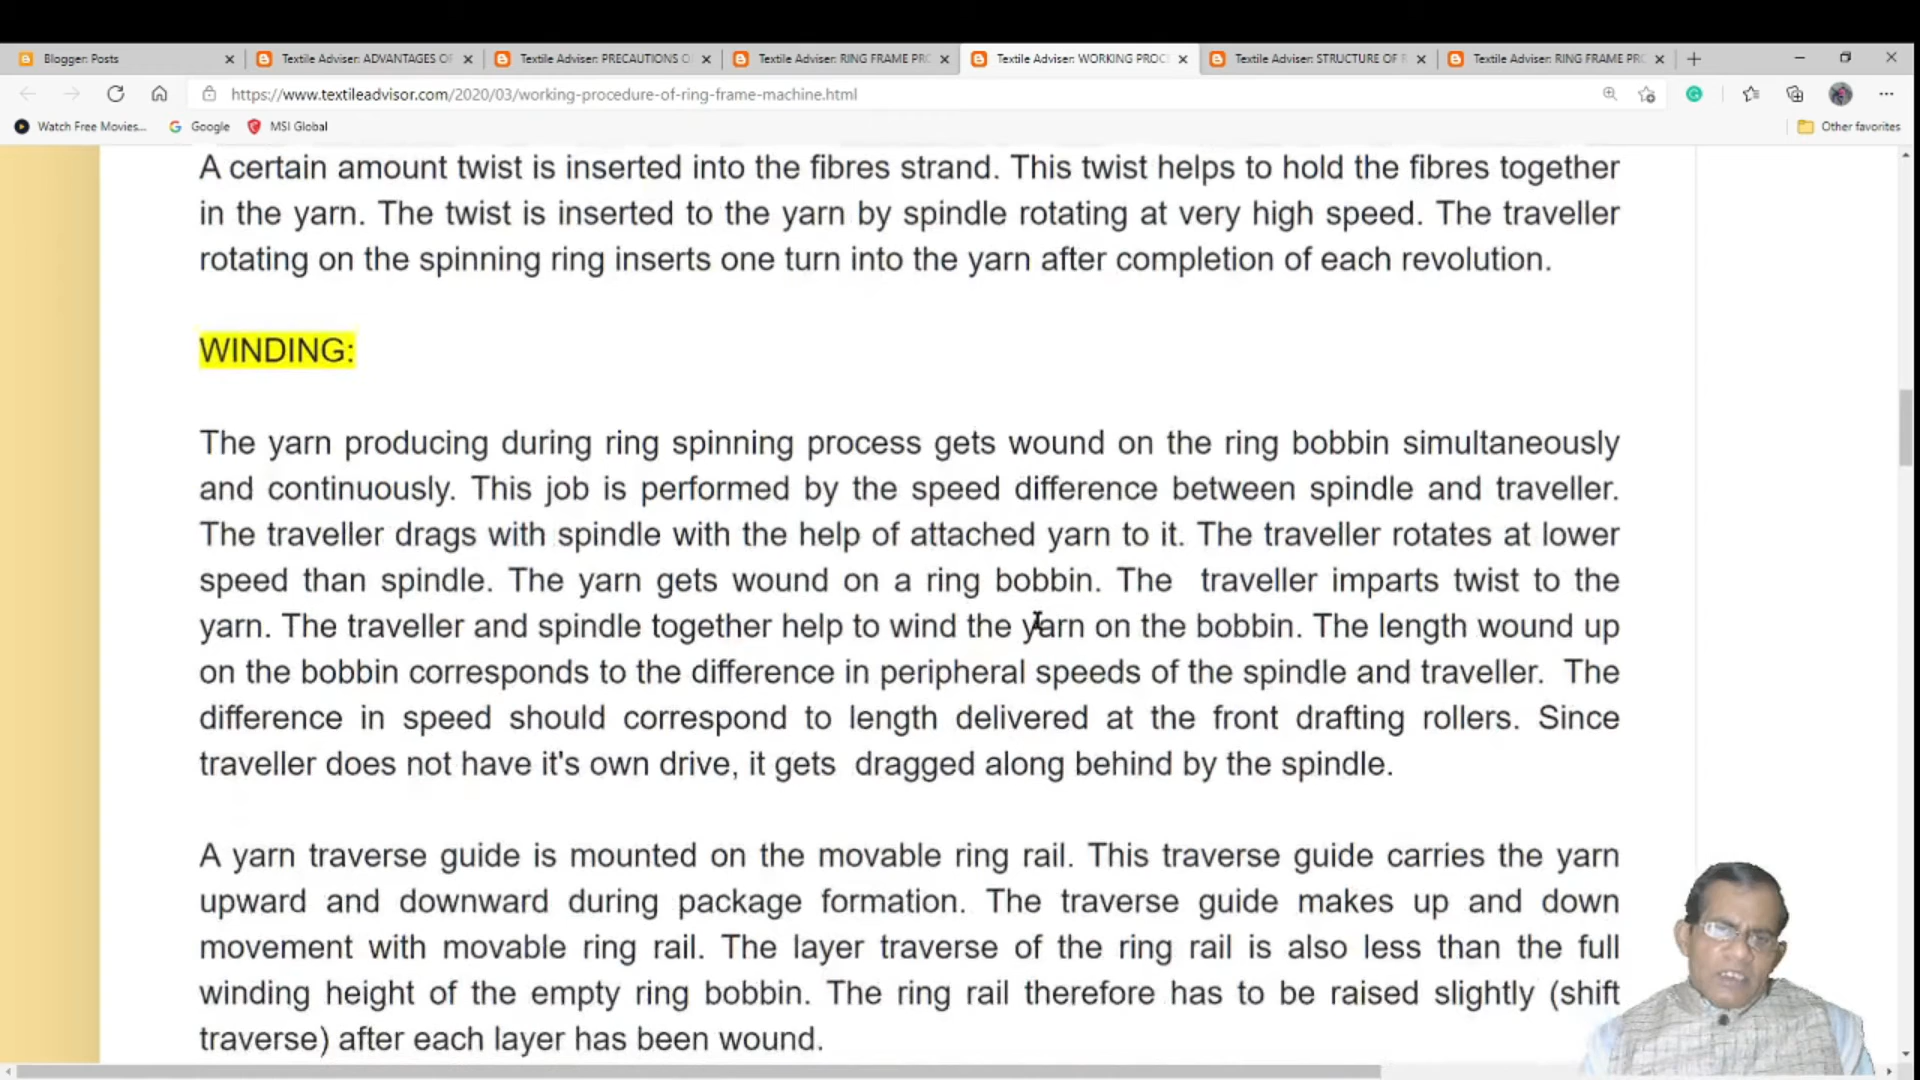 Blogger: Posts
Textile Adviser: ADVANTAGES OF
Textile Adviser: PRECAUTIONS O
Textile Adviser: RING FRAME PRO
Textile Adviser: WORKING PROC
Textile Adviser: STRUCTURE OF R
Textile Adviser: RING FRAME PRO
https://www.textileadvisor.com/2020/03/working-procedure-of-ring-frame-machine.html
Watch Free Movies...
Google
MSI Global
Other favorites
A certain amount twist is inserted into the fibres strand. This twist helps to hold the fibres together
in the yarn. The twist is inserted to the yarn by spindle rotating at very high speed. The traveller
rotating on the spinning ring inserts one turn into the yarn after completion of each revolution.
WINDING:
The yarn producing during ring spinning process gets wound on the ring bobbin simultaneously
and continuously. This job is performed by the speed difference between spindle and traveller.
The traveller drags with spindle with the help of attached yarn to it. The traveller rotates at lower
speed than spindle. The yarn gets wound on a ring bobbin. The  traveller imparts twist to the
yarn. The traveller and spindle together help to wind the yarn on the bobbin. The length wound up
on the bobbin corresponds to the difference in peripheral speeds of the spindle and traveller.  The
difference in speed should correspond to length delivered at the front drafting rollers. Since
traveller does not have it's own drive, it gets  dragged along behind by the spindle.
A yarn traverse guide is mounted on the movable ring rail. This traverse guide carries the yarn
upward and downward during package formation. The traverse guide makes up and down
movement with movable ring rail. The layer traverse of the ring rail is also less than the full
winding height of the empty ring bobbin. The ring rail therefore has to be raised slightly (shift
traverse) after each layer has been wound.